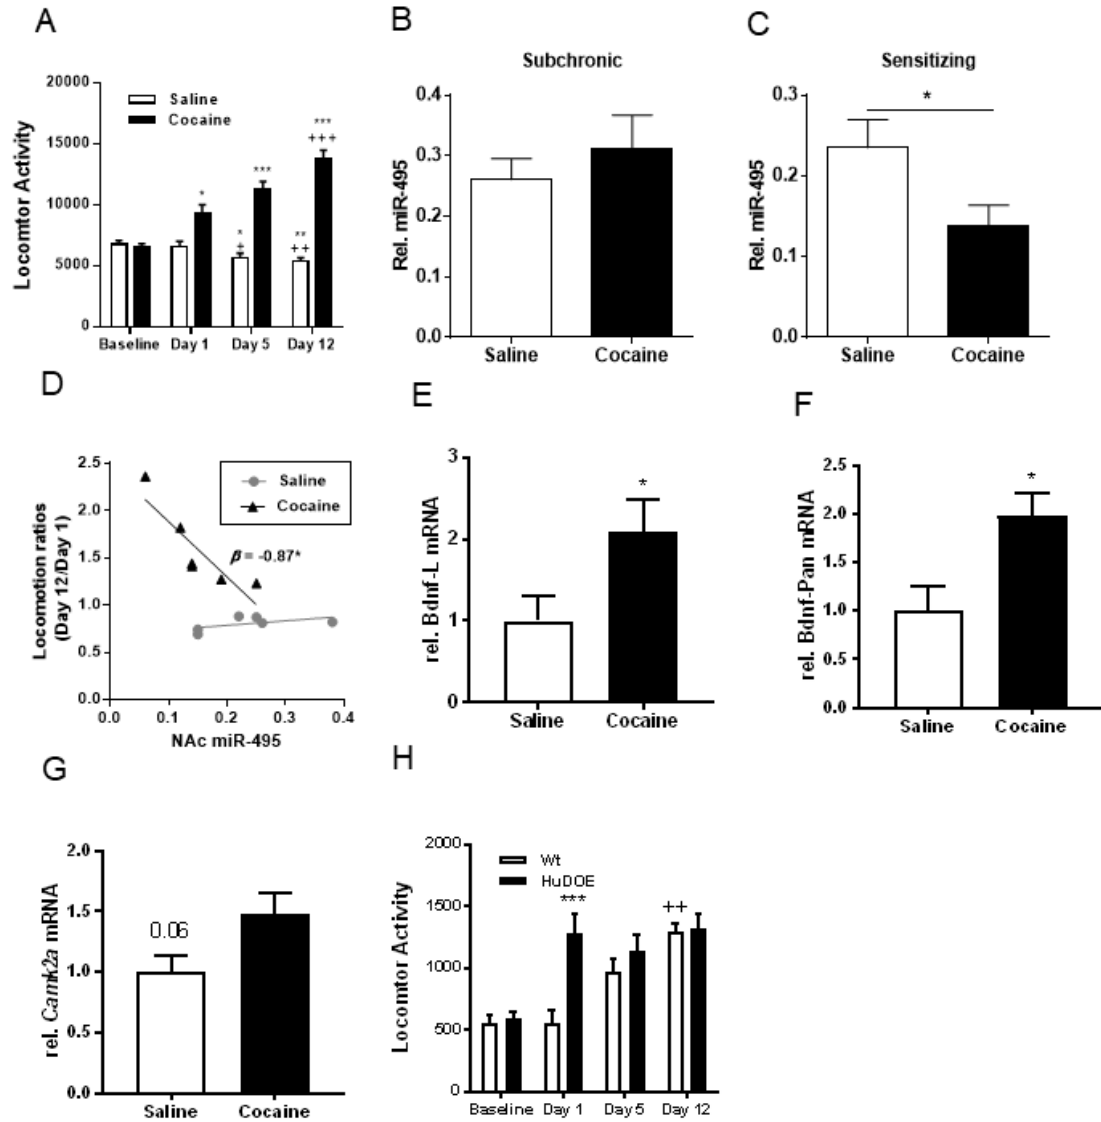 A
B
C
Subchronic
Sensitizing
Locomtor Activity
20000
15000
10000
5000
0
Saline
Cocaine
*
*
+
***
**
++
***
+++
Baseline Day 1 Day 5 Day 12
Rel. miR-495
0.4
0.3
0.2
0.1
0.0
Saline Cocaine
Rel. miR-495
0.3
0.2
0.1
0.0
*
Saline Cocaine
D
E
F
Locomotion ratios
(Day 12/Day 1)
2.5
2.0
1.5
1.0
0.5
0.0
Saline
Cocaine
β = -0.87*
0.0 0.1 0.2 0.3 0.4
NAc miR-495
rel. Bdnf-L mRNA
3
2
1
0
*
Saline Cocaine
rel. Bdnf-Pan mRNA
2.5
2.0
1.5
1.0
0.5
0.0
*
Saline Cocaine
G
H
rel. Camk2a mRNA
2.0
1.5
1.0
0.5
0.0
0.06
Saline Cocaine
Locomtor Activity
2000
1500
1000
500
0
Wt
HuDOE
***
++
Baseline Day 1 Day 5 Day 12